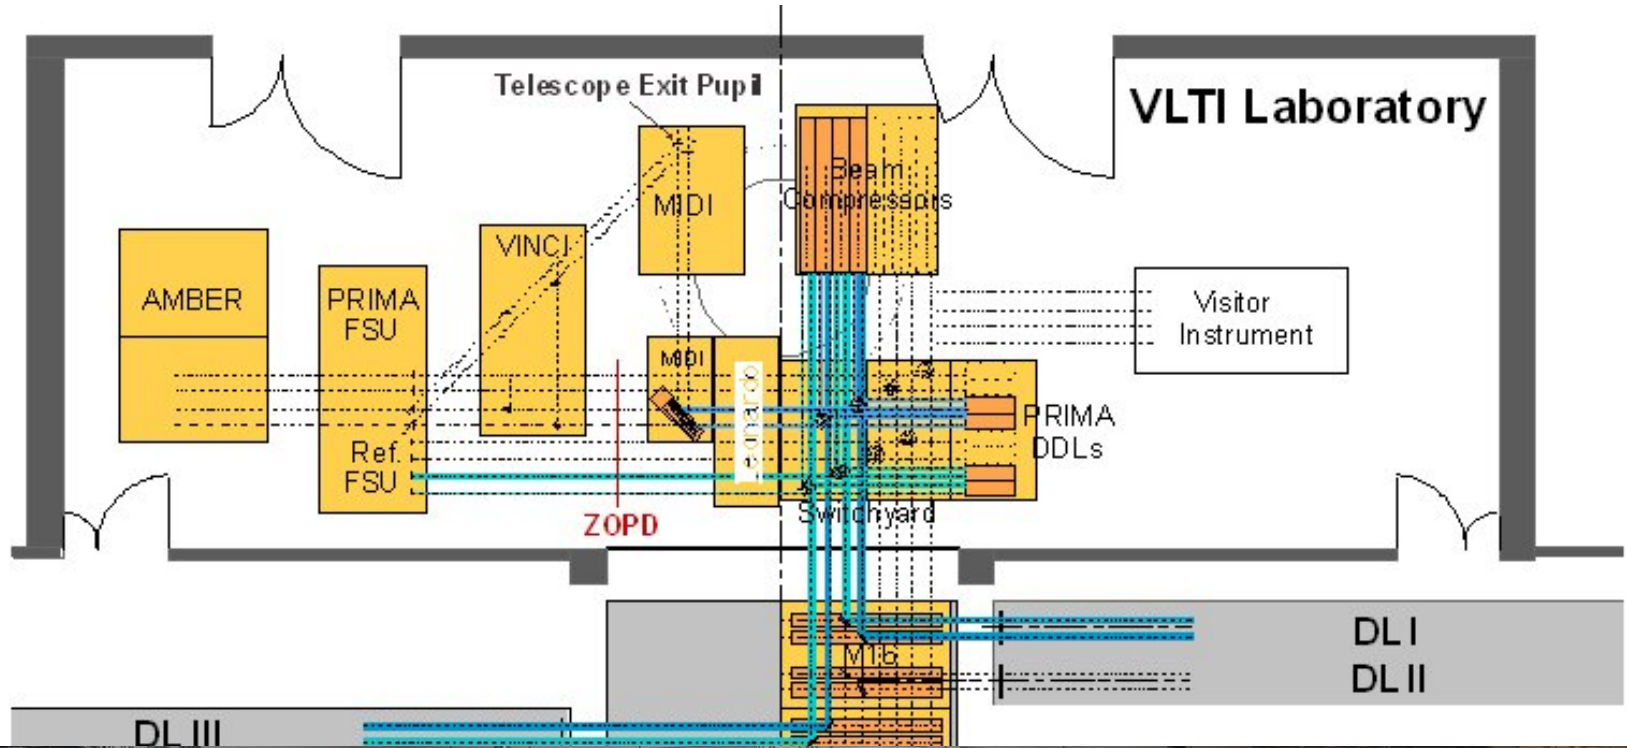 Telescope Exit Pupil
VLTI Laboratory
Beam
Compressors
MIDI
VINCI
AMBER
PRIMA
FSU
Visitor
Instrument
MIDI
Leonardo
PRIMA
DDLs
Ref.
FSU
ZOPD
Switchyard
DL I
M16
DL II
DL III